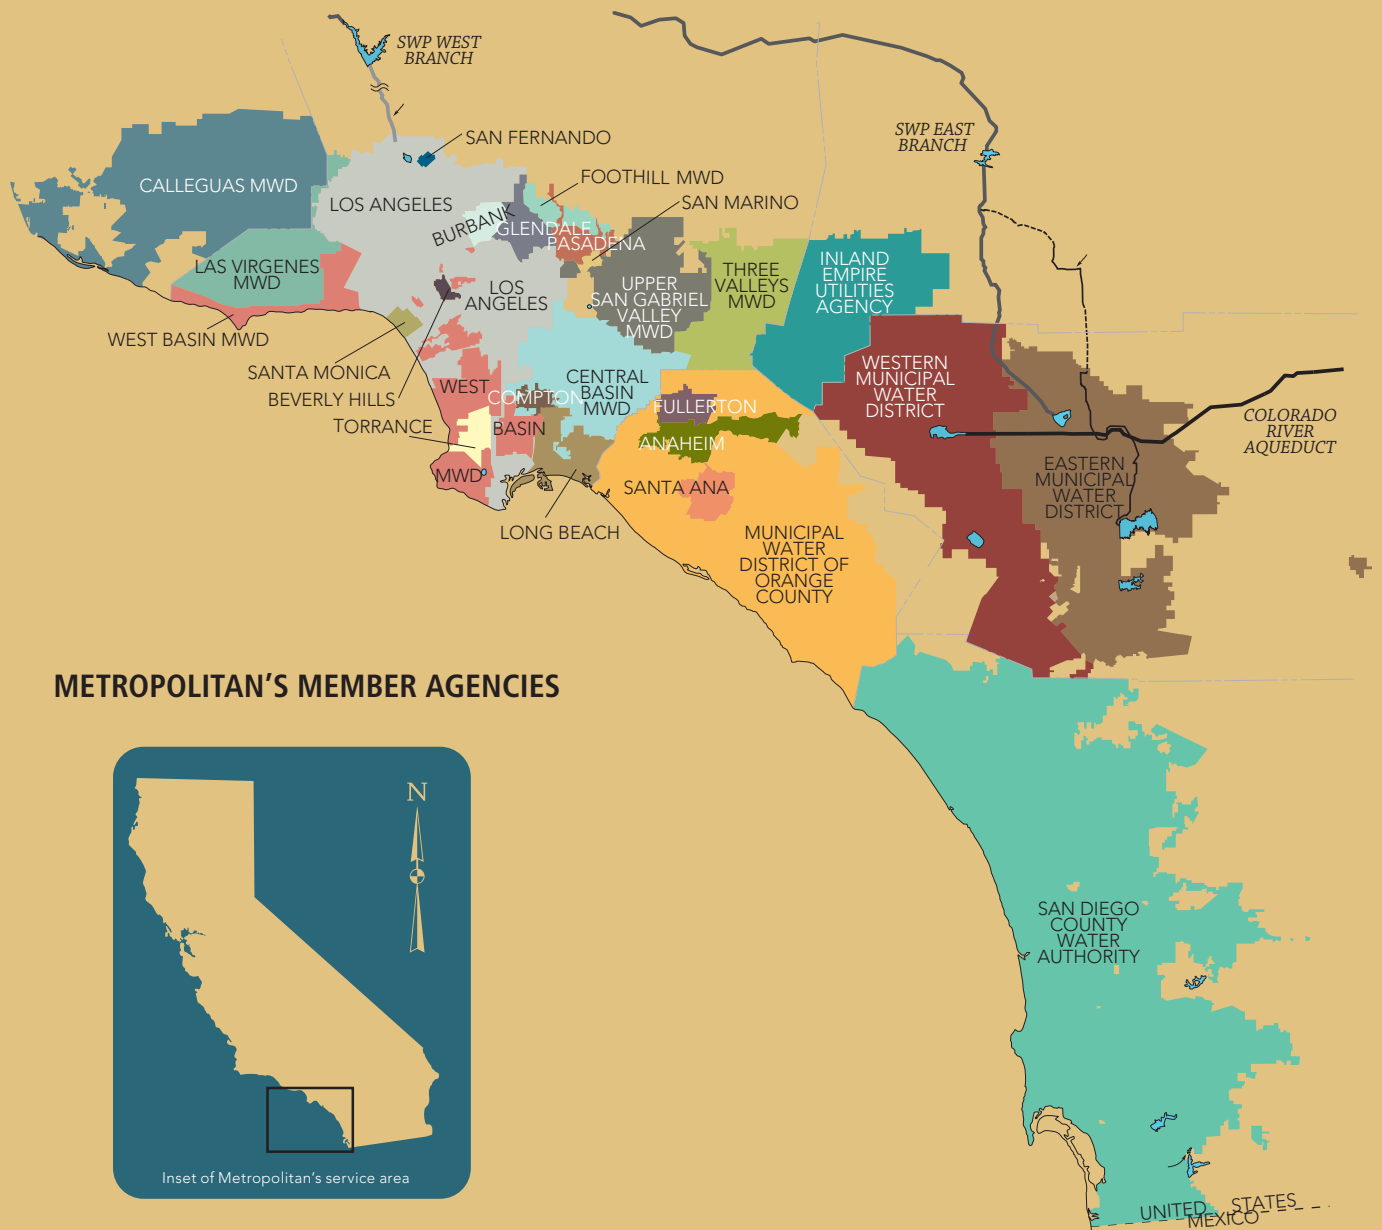 SWP WEST
BRANCH
SAN FERNANDO
SWP EAST
BRANCH
FOOTHILL MWD
CALLEGUAS MWD
LOS ANGELES
SAN MARINO
BURBANK
GLENDALE
PASADENA
LAS VIRGENES
MWD
LOS
ANGELES
UPPER
SAN GABRIEL
VALLEY
MWD
THREE
VALLEYS
MWD
INLAND
EMPIRE
UTILITIES
AGENCY
WEST BASIN MWD
SANTA MONICA
BEVERLY HILLS
TORRANCE
WEST
BASIN
MWD
COMPTON
CENTRAL
BASIN
MWD
FULLERTON
ANAHEIM
WESTERN
MUNICIPAL
WATER
DISTRICT
COLORADO
RIVER
AQUEDUCT
EASTERN
MUNICIPAL
WATER
DISTRICT
SANTA ANA
LONG BEACH
MUNICIPAL
WATER
DISTRICT OF
ORANGE
COUNTY
METROPOLITAN'S MEMBER AGENCIES
N
SAN DIEGO
COUNTY
WATER
AUTHORITY
Inset of Metropolitan's service area
UNITED STATES
MEXICO